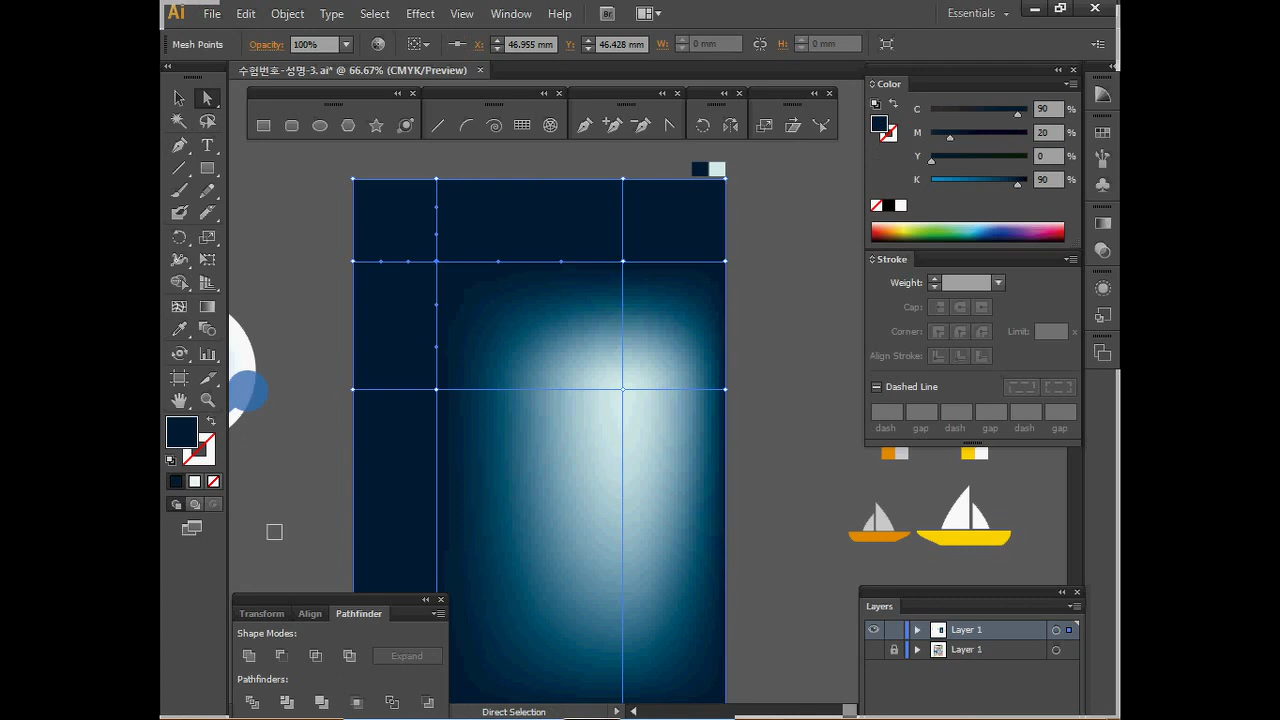 Ai File Edit Object Type Select Effect View Window Help Br Essentials
Mesh Points Opacity: 100% X: 46.955 mm Y: 46.428 mm W: 0 mm H: 0 mm
수험번호-성명-3.ai* @ 66.67% (CMYK/Preview)
Color
C 90 %
M 20 %
Y 0 %
K 90 %
Stroke
Weight:
Cap:
Corner: Limit: x
Align Stroke:
Dashed Line
dash gap dash gap dash gap
Transform Align Pathfinder
Shape Modes:
Expand
Pathfinders:
Layers
Layer 1
Layer 1
Direct Selection